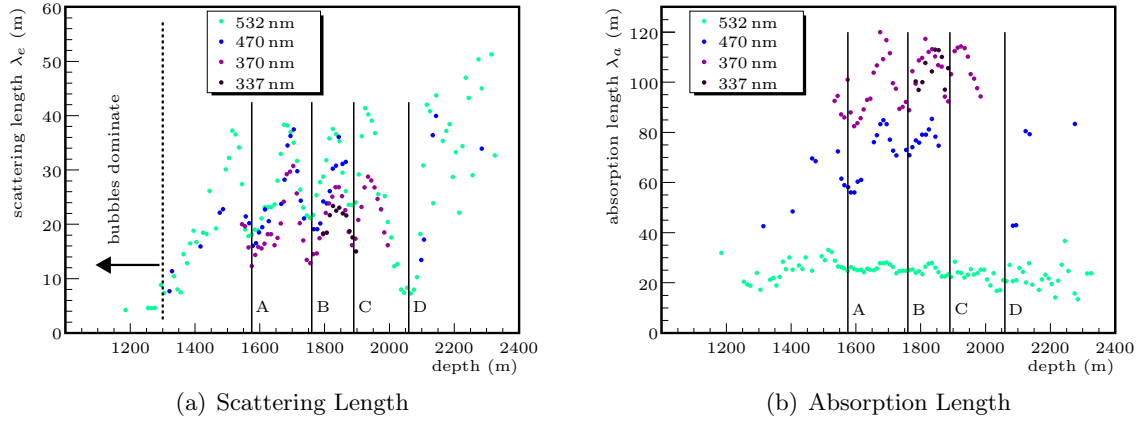 scattering length λe (m)
60
50
40
30
20
10
0
532 nm
470 nm
370 nm
337 nm
bubbles dominate
A
B
C
D
1200
1400
1600
1800
2000
2200
2400
depth (m)
(a) Scattering Length
absorption length λa (m)
120
100
80
60
40
20
0
532 nm
470 nm
370 nm
337 nm
A
B
C
D
1200
1400
1600
1800
2000
2200
2400
depth (m)
(b) Absorption Length